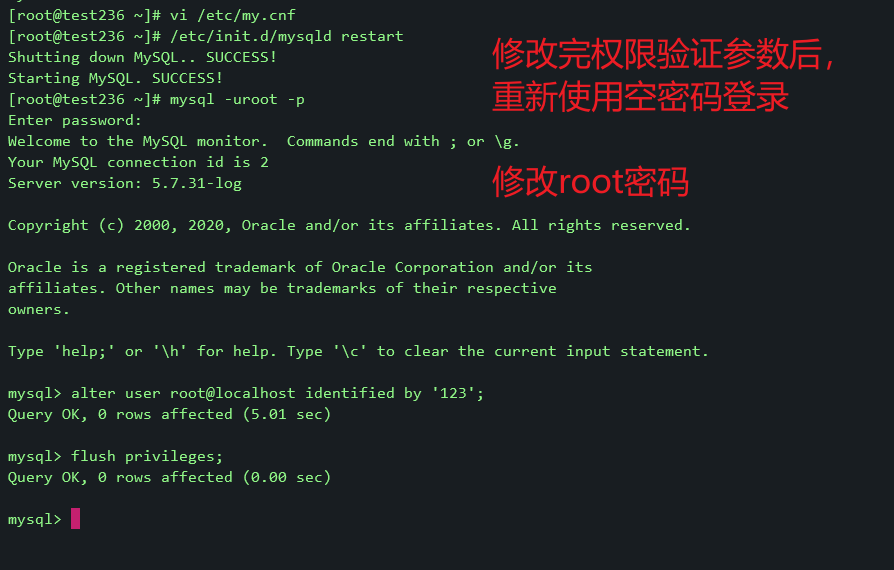 [root@test236 ~]# vi /etc/my.cnf
[root@test236 ~]# /etc/init.d/mysqld restart
Shutting down MySQL.. SUCCESS!
Starting MySQL. SUCCESS!
[root@test236 ~]# mysql -uroot -p
Enter password:
Welcome to the MySQL monitor.  Commands end with ; or \g.
Your MySQL connection id is 2
Server version: 5.7.31-log
修改完权限验证参数后，
重新使用空密码登录
修改root密码
Copyright (c) 2000, 2020, Oracle and/or its affiliates. All rights reserved.
Oracle is a registered trademark of Oracle Corporation and/or its
affiliates. Other names may be trademarks of their respective
owners.
Type 'help;' or '\h' for help. Type '\c' to clear the current input statement.
mysql> alter user root@localhost identified by '123';
Query OK, 0 rows affected (5.01 sec)
mysql> flush privileges;
Query OK, 0 rows affected (0.00 sec)
mysql>